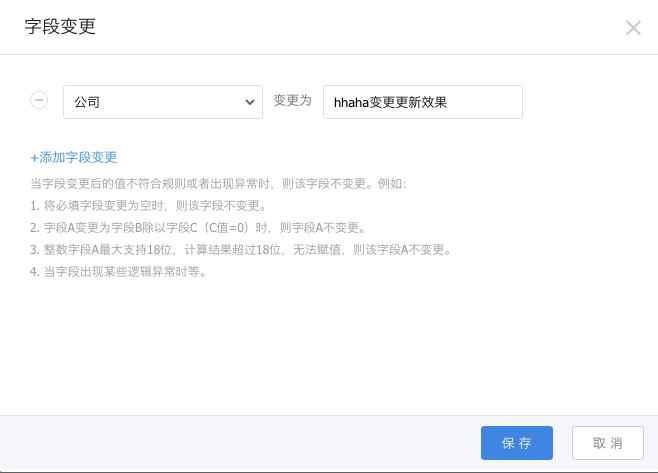 字段变更
公司 变更为 hhaha变更更新效果
+添加字段变更
当字段变更后的值不符合规则或者出现异常时，则该字段不变更。例如：
1. 将必填字段变更为空时，则该字段不变更。
2. 字段A变更为字段B除以字段C（C值=0）时，则字段A不变更。
3. 整数字段A最大支持18位，计算结果超过18位，无法赋值，则该字段A不变更。
4. 当字段出现某些逻辑异常时等。
保 存 取 消